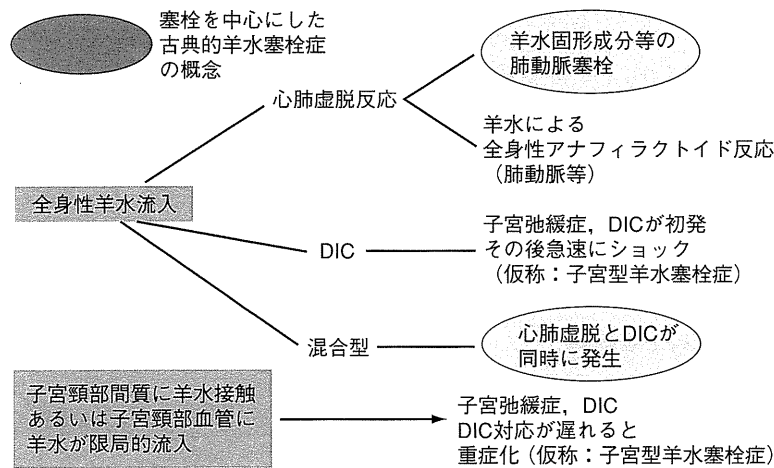 塞栓を中心にした
古典的羊水塞栓症
の概念
心肺虚脱反応
羊水固形成分等の
肺動脈塞栓
羊水による
全身性アナフィラクトイド反応
（肺動脈等）
全身性羊水流入
DIC
子宮弛緩症，DICが初発
その後急速にショック
（仮称：子宮型羊水塞栓症）
混合型
心肺虚脱とDICが
同時に発生
子宮頸部間質に羊水接触
あるいは子宮頸部血管に
羊水が限局的流入
子宮弛緩症，DIC
DIC対応が遅れると
重症化（仮称：子宮型羊水塞栓症）